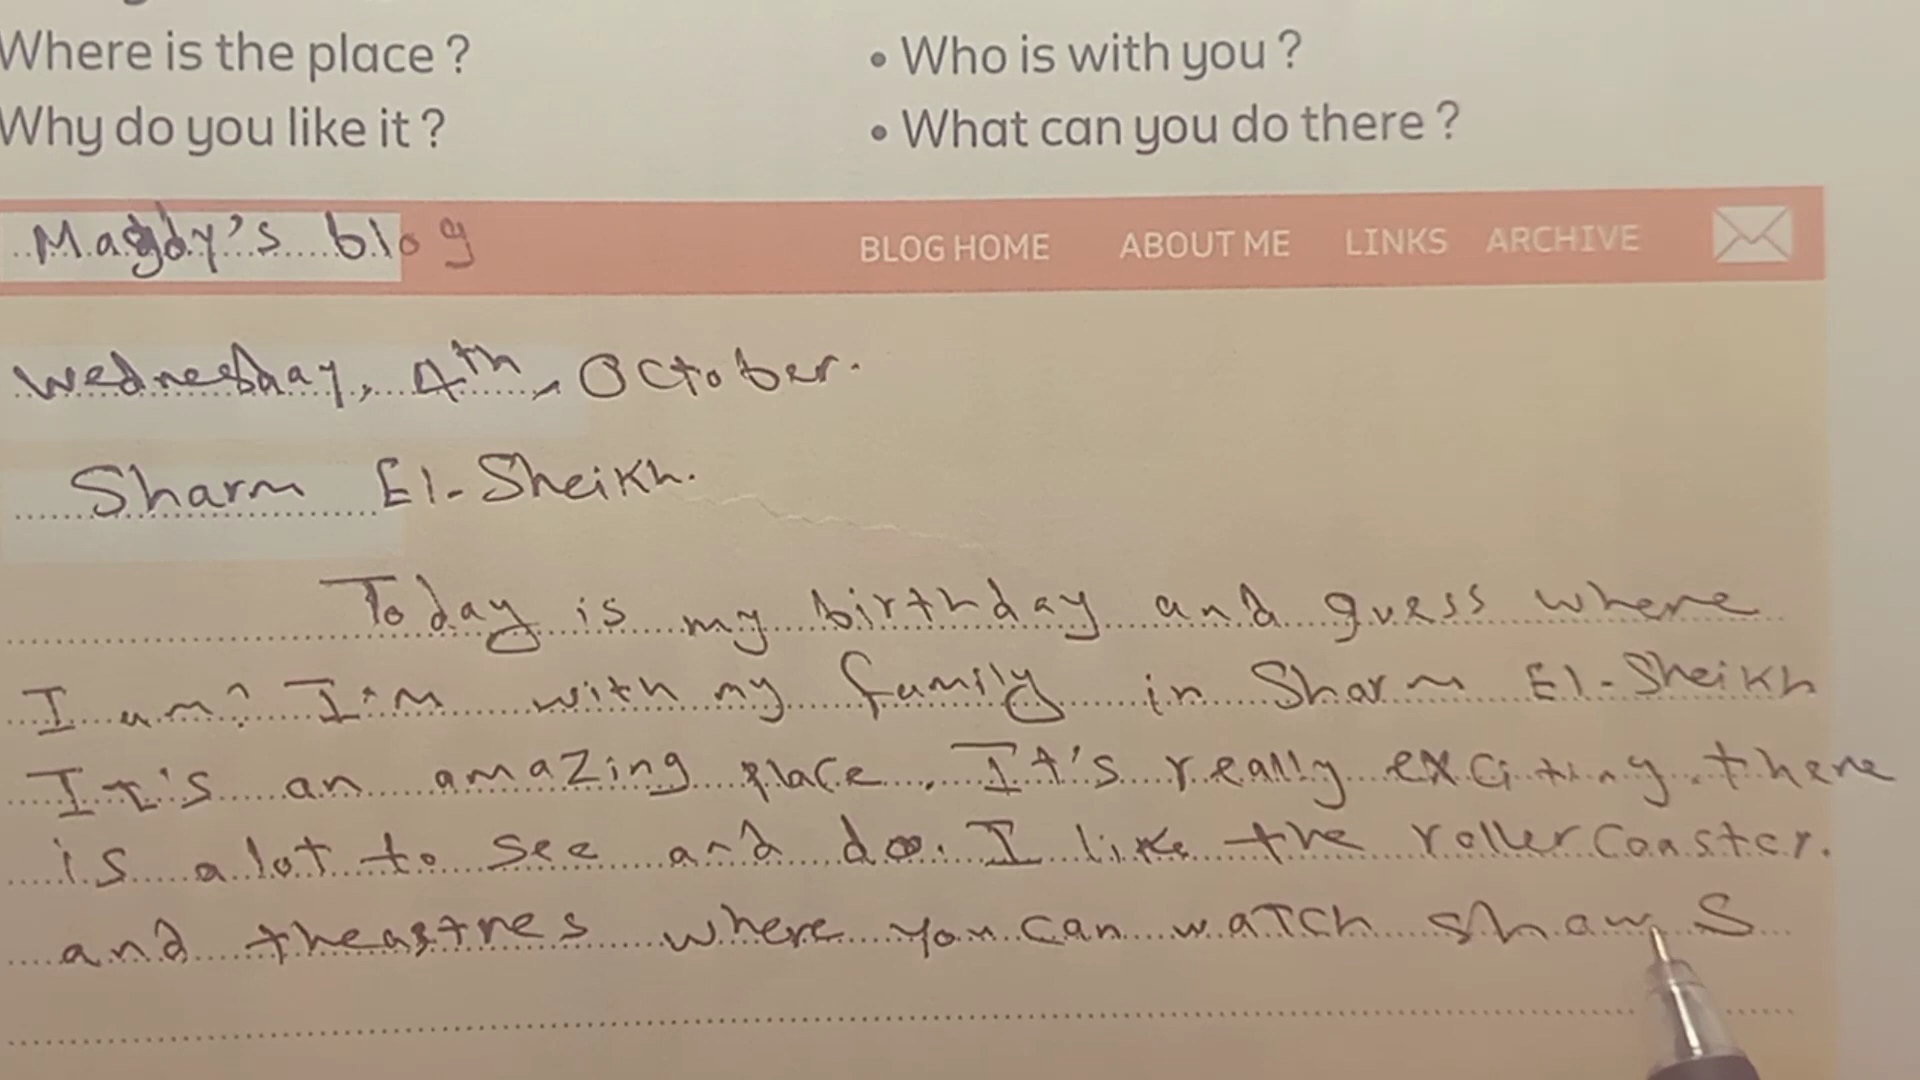 Where is the place ?
• Who is with you ?
Why do you like it ?
• What can you do there ?
Magdy's blog
BLOG HOME ABOUT ME LINKS ARCHIVE
Wednesday, 4th, October.
Sharm El-Sheikh.
Today is my birthday and guess where
I am? I'm with my family in Sharm El-Sheikh
It's an amazing place. It's really exciting. there
is a lot to see and do. I like the roller coaster.
and theastres where you can watch shows